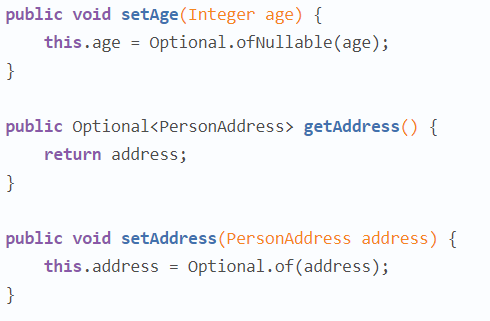 public void setAge(Integer age) {
    this.age = Optional.ofNullable(age);
}

public Optional<PersonAddress> getAddress() {
    return address;
}

public void setAddress(PersonAddress address) {
    this.address = Optional.of(address);
}